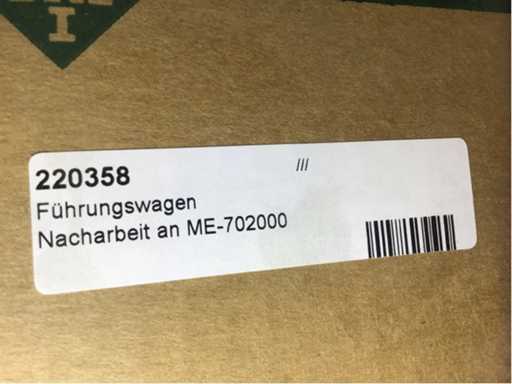 I
220358
///
Führungswagen
Nacharbeit an ME-702000